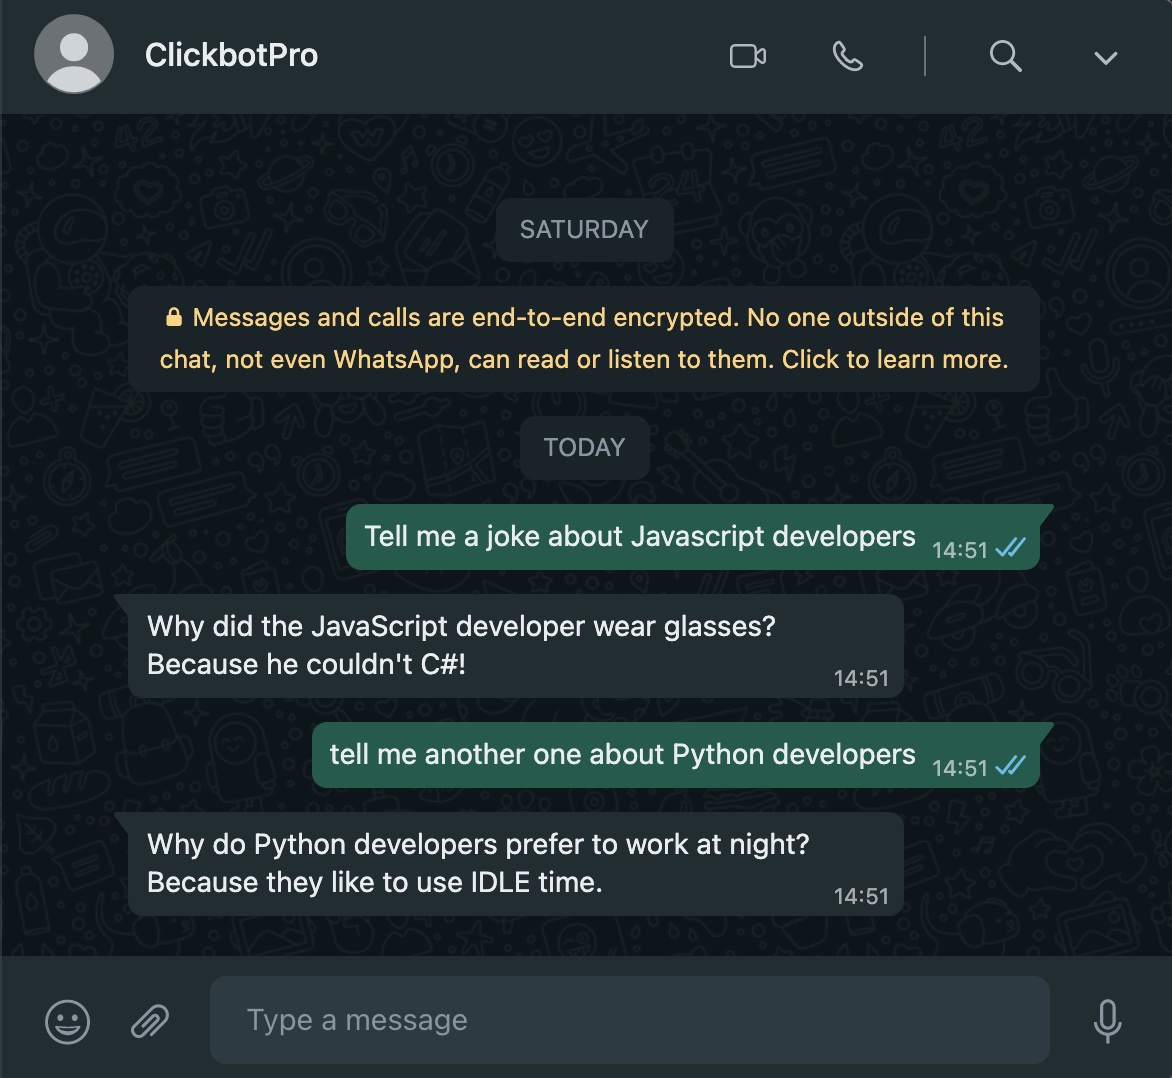 ClickbotPro
SATURDAY
Messages and calls are end-to-end encrypted. No one outside of this
chat, not even WhatsApp, can read or listen to them. Click to learn more.
TODAY
Tell me a joke about Javascript developers 14:51
Why did the JavaScript developer wear glasses?
Because he couldn't C#!
14:51
tell me another one about Python developers 14:51
Why do Python developers prefer to work at night?
Because they like to use IDLE time.
14:51
Type a message